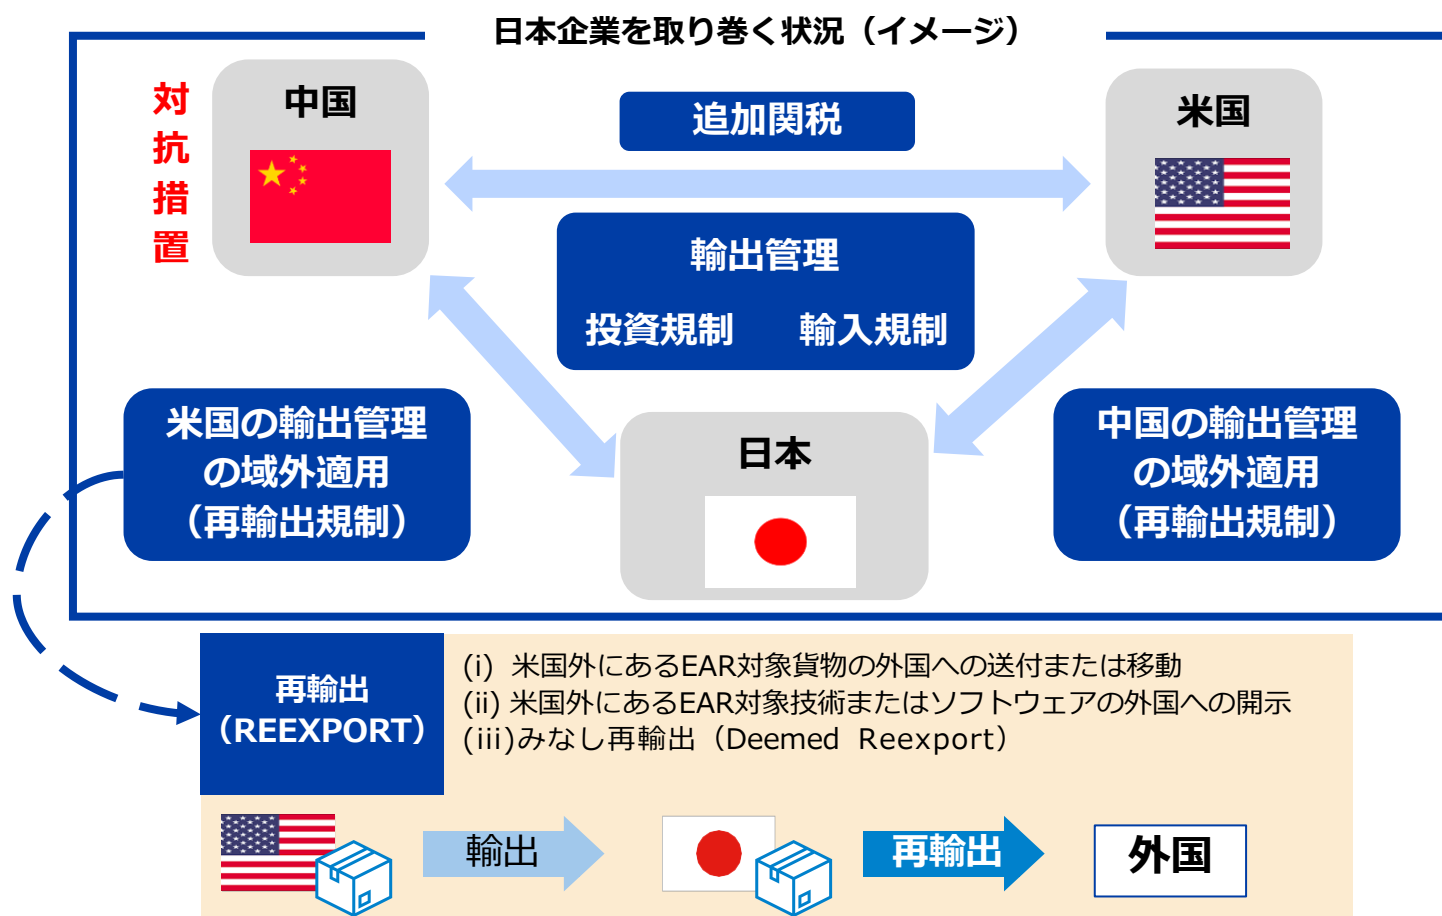 日本企業を取り巻く状況（イメージ）
対
抗
措
置
中国
追加関税
米国
輸出管理
投資規制　輸入規制
米国の輸出管理
の域外適用
（再輸出規制）
日本
中国の輸出管理
の域外適用
（再輸出規制）
再輸出
（REEXPORT）
(i) 米国外にあるEAR対象貨物の外国への送付または移動
(ii) 米国外にあるEAR対象技術またはソフトウェアの外国への開示
(iii)みなし再輸出（Deemed Reexport）
輸出
再輸出
外国